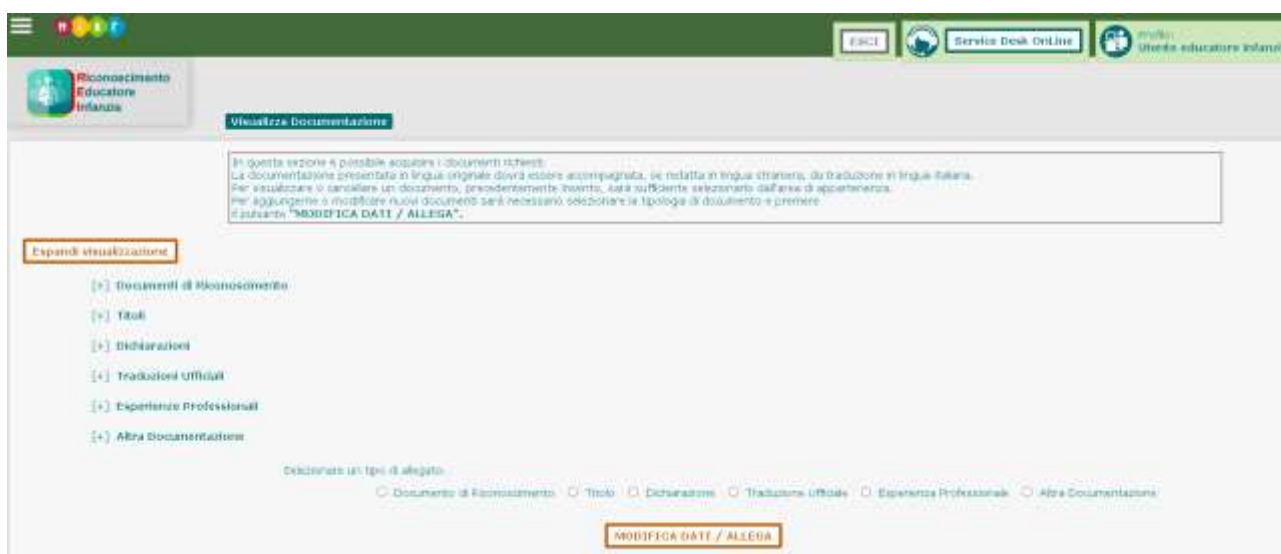 MIUR
ESCI
Service Desk OnLine
Profilo:
Utente educatore infanzi
Riconoscimento
Educatore
Infanzia
Visualizza Documentazione
In questa sezione è possibile acquisire i documenti richiesti.
La documentazione presentata in lingua originale dovrà essere accompagnata, se redatta in lingua straniera, da traduzione in lingua italiana.
Per visualizzare o cancellare un documento, precedentemente inserito, sarà sufficiente selezionarlo dall'area di appartenenza.
Per aggiungerne o modificare nuovi documenti sarà necessario selezionare la tipologia di documento e premere
il pulsante "MODIFICA DATI / ALLEGA".
Espandi visualizzazione
[+] Documenti di Riconoscimento
[+] Titoli
[+] Dichiarazioni
[+] Traduzioni Ufficiali
[+] Esperienze Professionali
[+] Altra Documentazione
Selezionare un tipo di allegato:
Documento di Riconoscimento Titolo Dichiarazione Traduzione Ufficiale Esperienza Professionale Altra Documentazione
MODIFICA DATI / ALLEGA